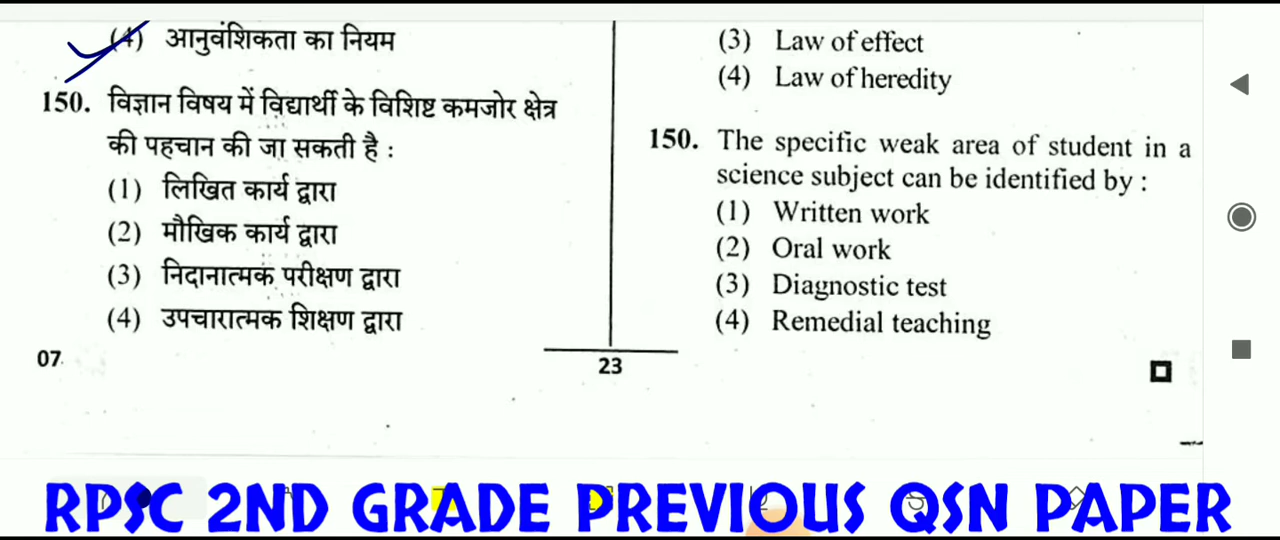 (4) आनुवंशिकता का नियम
150. विज्ञान विषय में विद्यार्थी के विशिष्ट कमजोर क्षेत्र
की पहचान की जा सकती है :
(1) लिखित कार्य द्वारा
(2) मौखिक कार्य द्वारा
(3) निदानात्मक परीक्षण द्वारा
(4) उपचारात्मक शिक्षण द्वारा
07
(3) Law of effect
(4) Law of heredity
150. The specific weak area of student in a
science subject can be identified by :
(1) Written work
(2) Oral work
(3) Diagnostic test
(4) Remedial teaching
23
RPSC 2ND GRADE PREVIOUS QSN PAPER